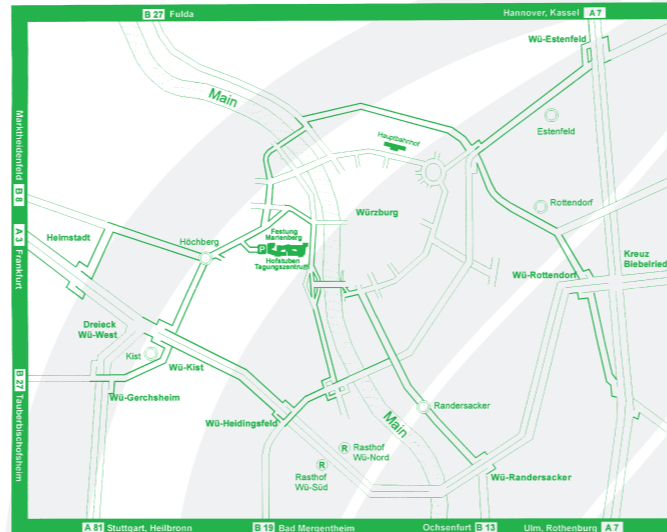 B 27 Fulda
Hannover, Kassel A 7
Wü-Estenfeld
Main
Hauptbahnhof
Estenfeld
Marktheidenfeld B 8
Würzburg
Rottendorf
A 3 Frankfurt
Helmstadt
Höchberg
Festung
Marienberg
P
Hofstuben
Tagungszentrum
Kreuz
Biebelried
Wü-Rottendorf
Dreieck
Wü-West
Kist
Wü-Kist
B 27 Tauberbischofsheim
Wü-Gerchsheim
Randersacker
Wü-Heidingsfeld
Main
R
Rasthof
Wü-Nord
R
Rasthof
Wü-Süd
Wü-Randersacker
A 81 Stuttgart, Heilbronn
B 19 Bad Mergentheim
Ochsenfurt B 13
Ulm, Rothenburg A 7